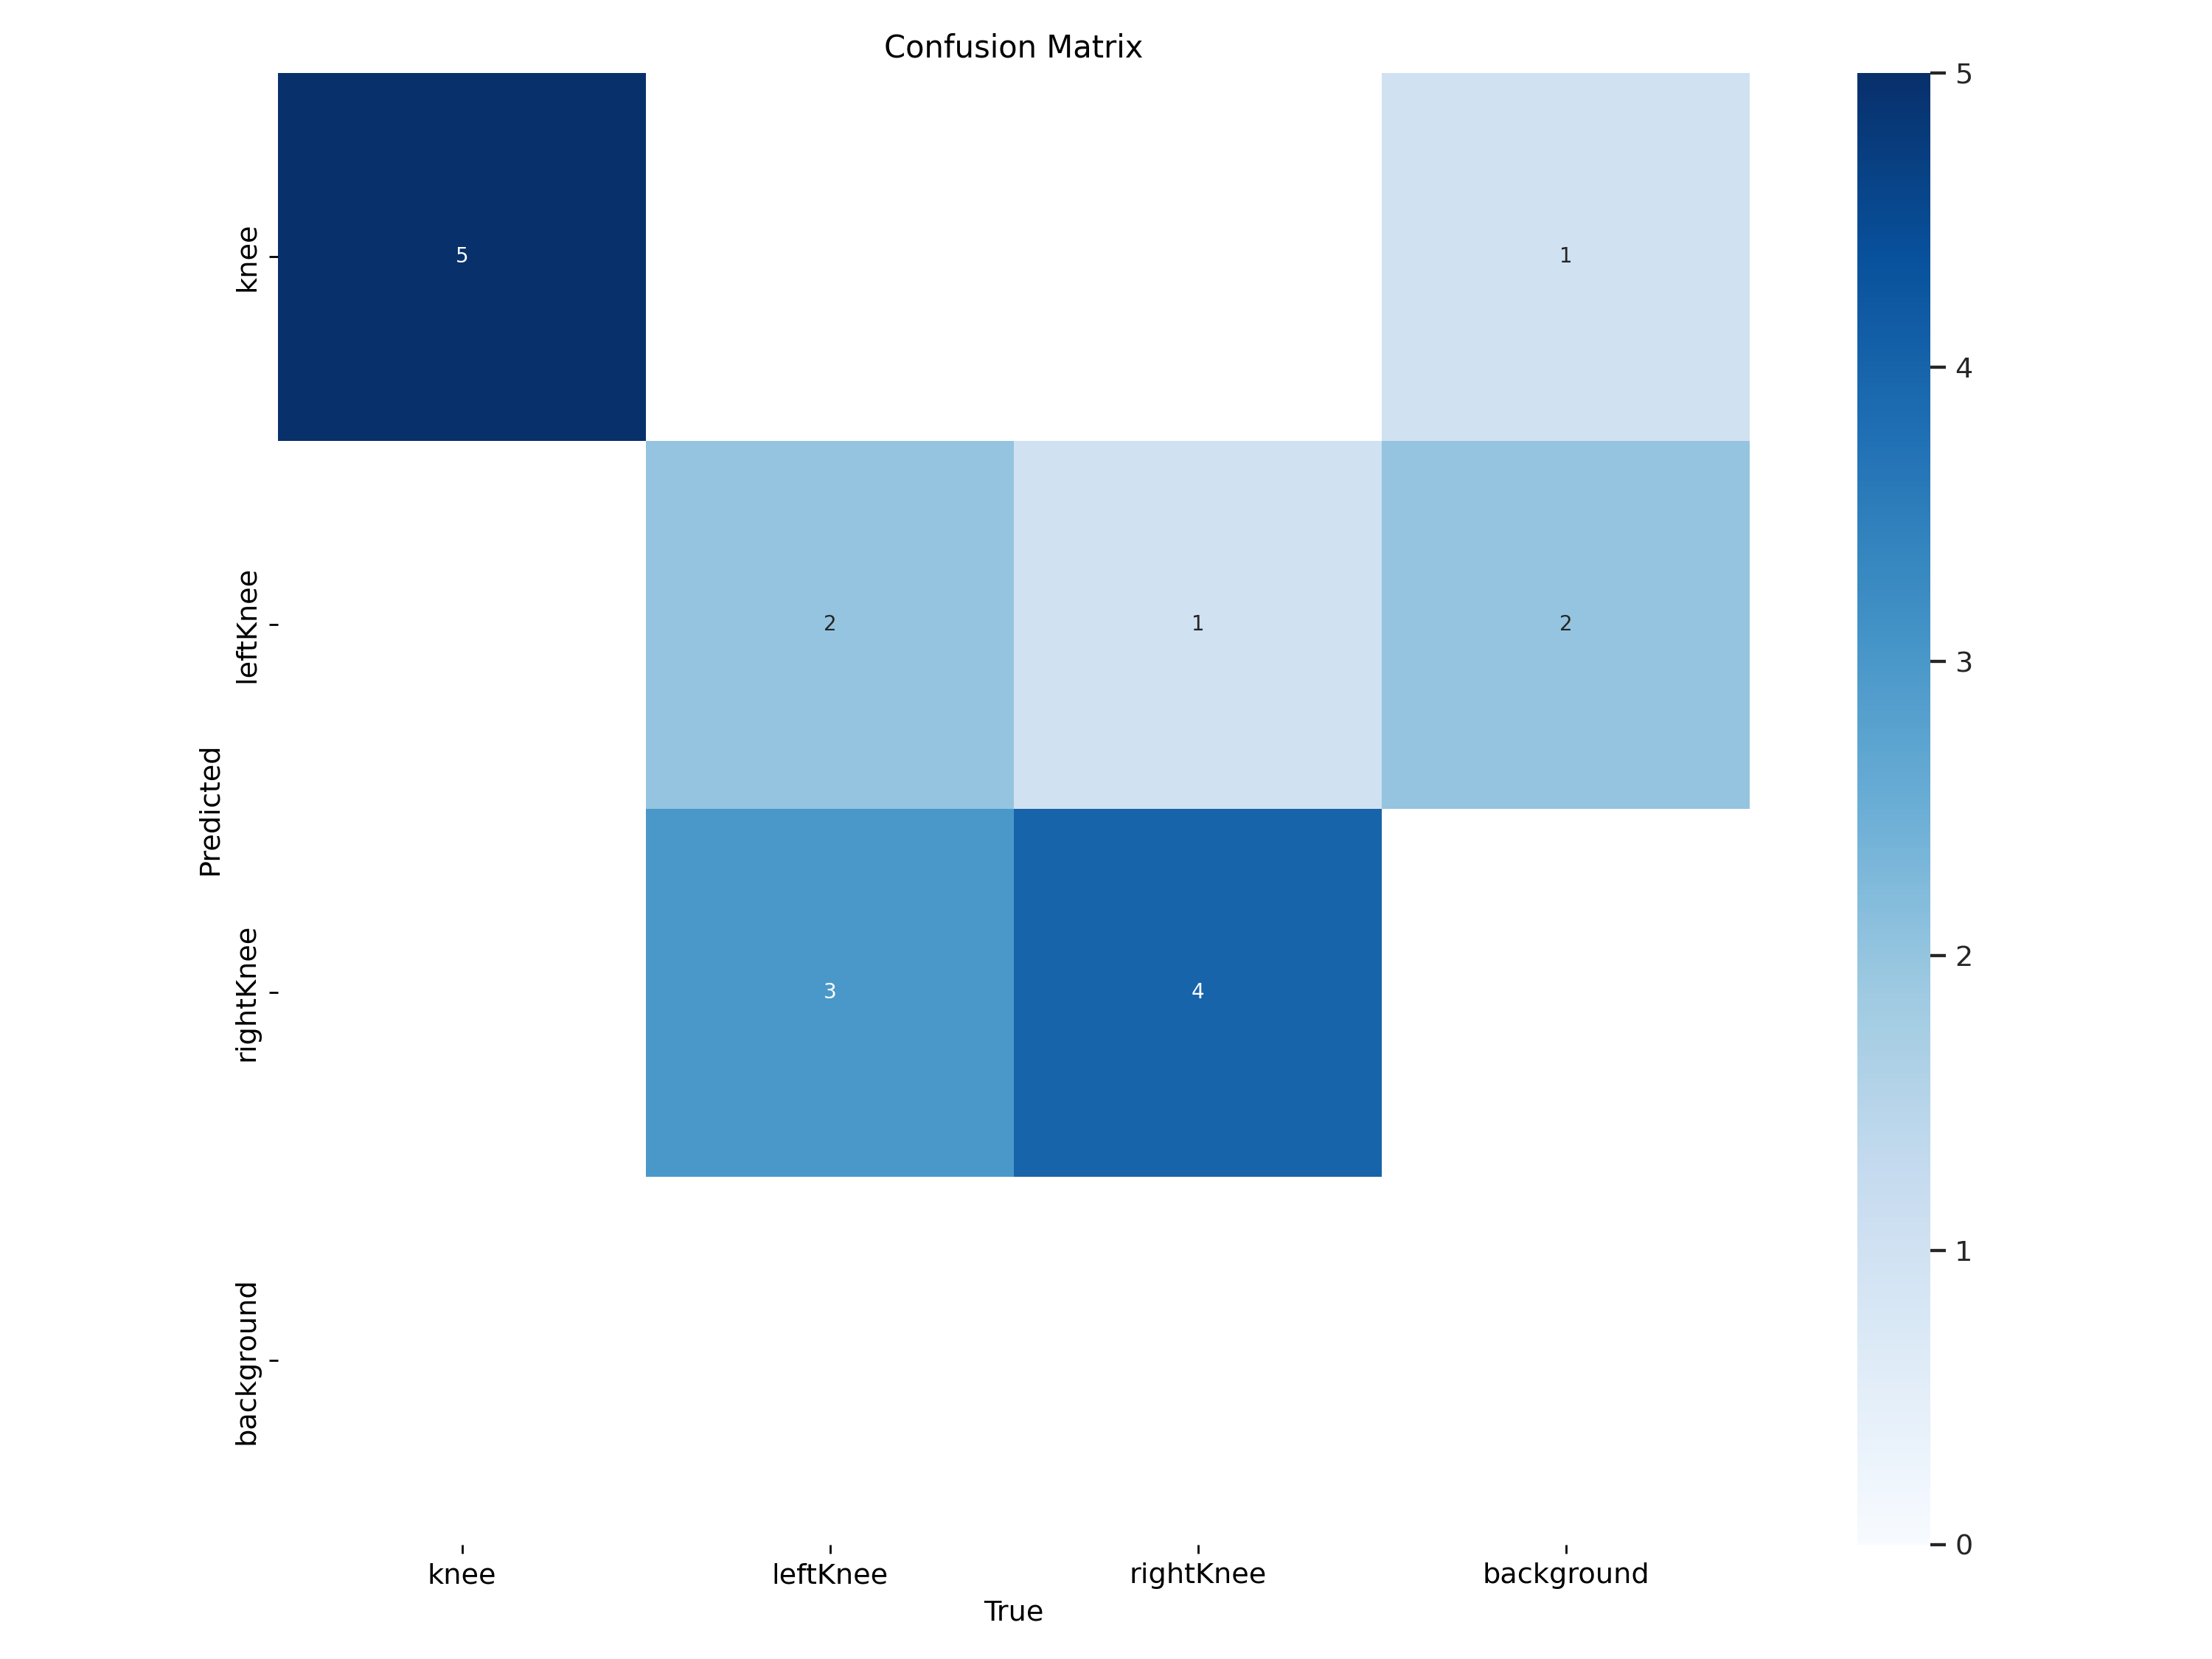 Confusion Matrix
knee
5
1
leftKnee
2
1
2
Predicted
rightKnee
3
4
background
knee
leftKnee
rightKnee
background
True
5
4
3
2
1
0